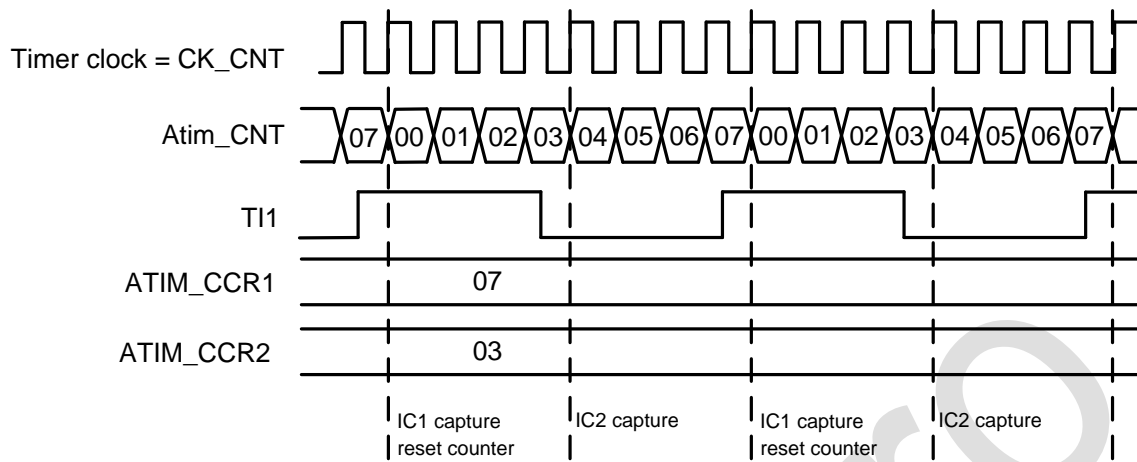 Timer clock = CK_CNT
Atim_CNT 07 00 01 02 03 04 05 06 07 00 01 02 03 04 05 06 07
TI1
ATIM_CCR1 07
ATIM_CCR2 03
IC1 capture IC2 capture IC1 capture IC2 capture
reset counter reset counter